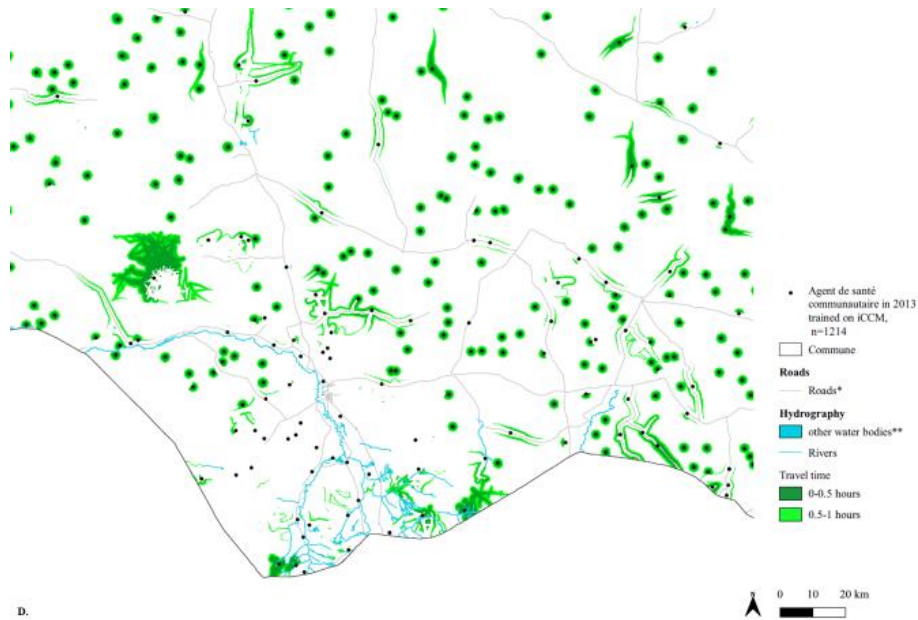 Agent de santé
communautaire in 2013
trained on iCCM,
n=1214
Commune
Roads
Roads*
Hydrography
other water bodies**
Rivers
Travel time
0-0.5 hours
0.5-1 hours
D.
N
0 10 20 km